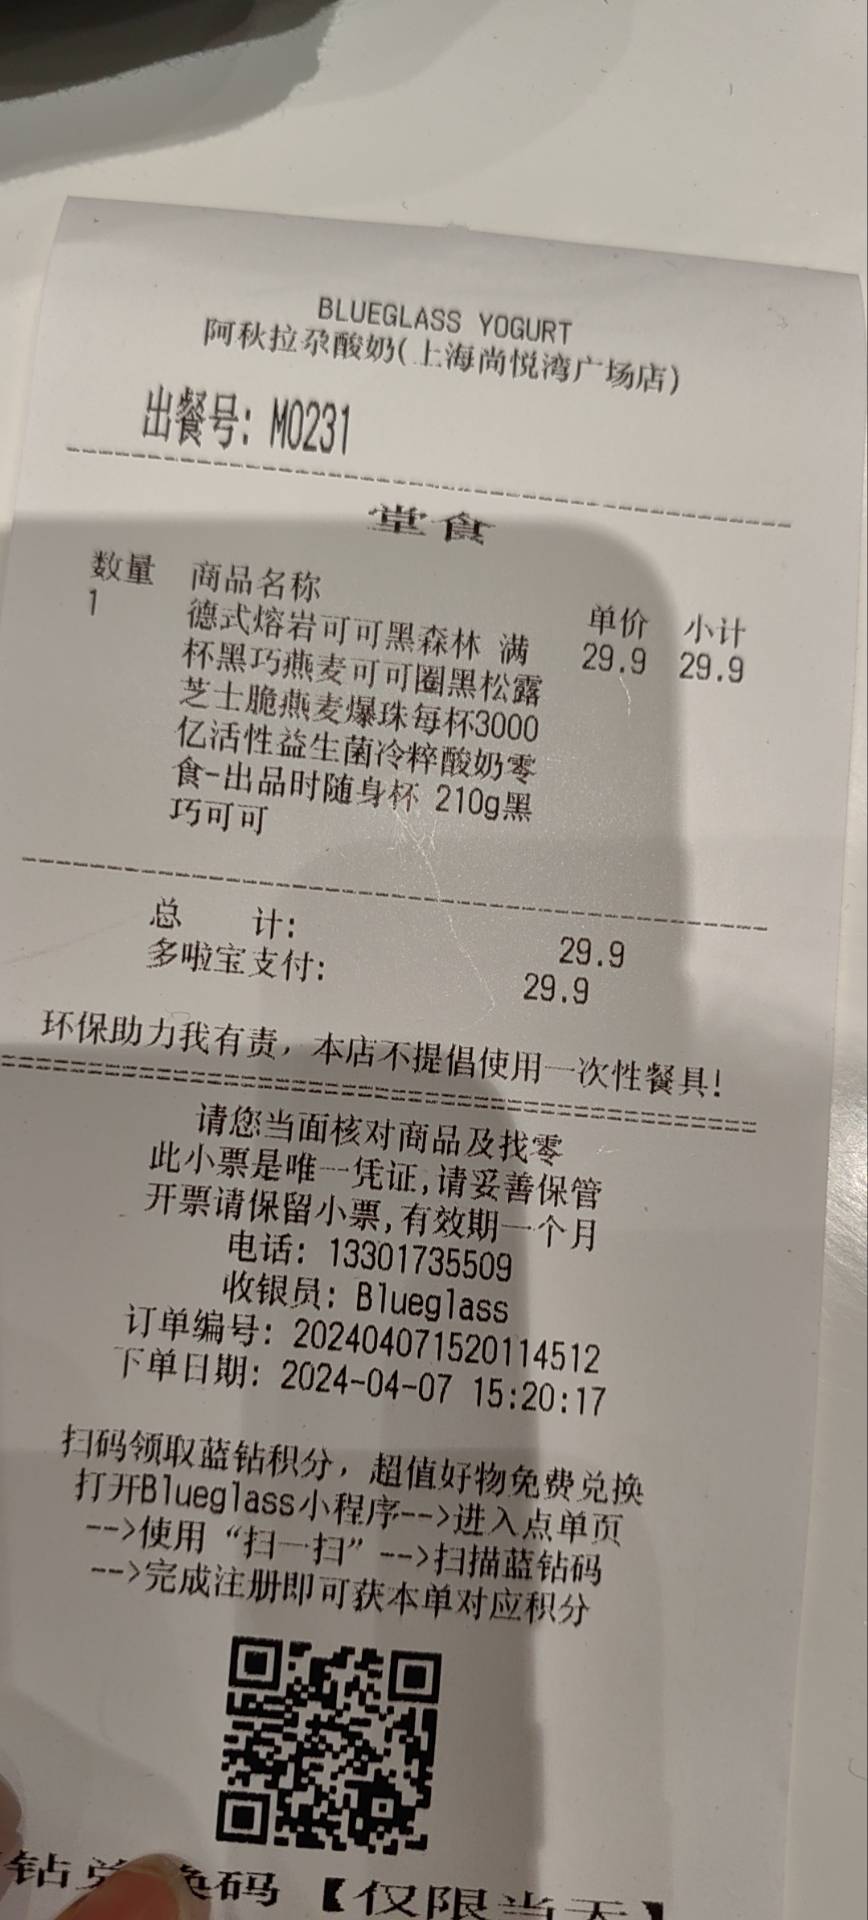 BLUEGLASS YOGURT
阿秋拉尕酸奶(上海尚悦湾广场店)
出餐号: M0231
堂食
数量 商品名称 单价 小计
1 德式熔岩可可黑森林 满 29.9 29.9
杯黑巧燕麦可可圈黑松露
芝士脆燕麦爆珠每杯3000
亿活性益生菌冷粹酸奶零
食-出品时随身杯 210g黑
巧可可
总 计: 29.9
多啦宝支付: 29.9
环保助力我有责，本店不提倡使用一次性餐具!
请您当面核对商品及找零
此小票是唯一凭证,请妥善保管
开票请保留小票,有效期一个月
电话: 13301735509
收银员: Blueglass
订单编号: 202404071520114512
下单日期: 2024-04-07 15:20:17
扫码领取蓝钻积分，超值好物免费兑换
打开Blueglass小程序-->进入点单页
-->使用“扫一扫”-->扫描蓝钻码
-->完成注册即可获本单对应积分
钻兑换码【仅限当天】